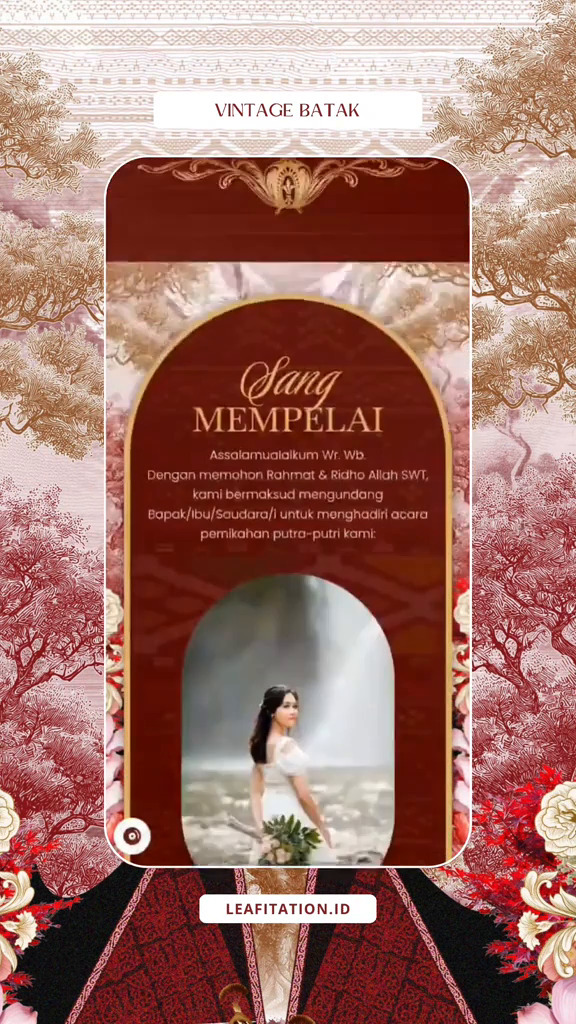 VINTAGE BATAK
Sang
MEMPELAI
Assalamualaikum Wr. Wb.
Dengan memohon Rahmat & Ridho Allah SWT,
kami bermaksud mengundang
Bapak/Ibu/Saudara/I untuk menghadiri acara
pernikahan putra-putri kami:
LEAFITATION.ID